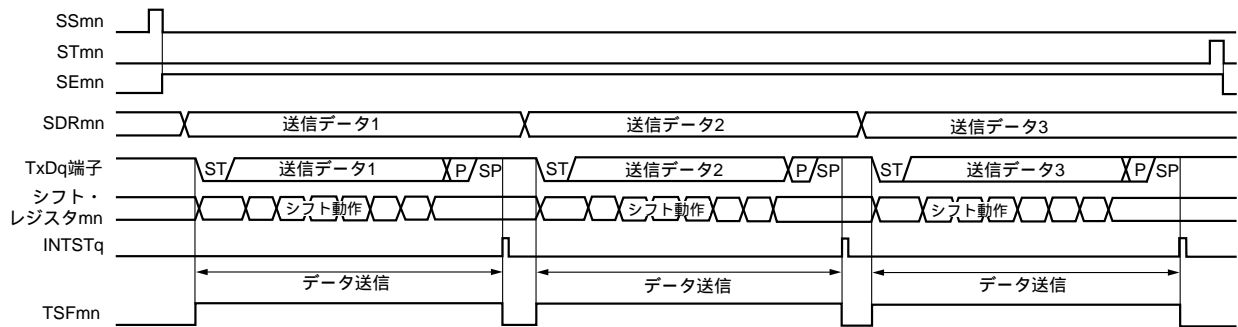 SSmn
STmn
SEmn
SDRmn 送信データ1 送信データ2 送信データ3
TxDq端子 ST 送信データ1 P SP ST 送信データ2 P SP ST 送信データ3 P SP
シフト・
レジスタmn シフト動作 シフト動作 シフト動作
INTSTq
データ送信 データ送信 データ送信
TSFmn